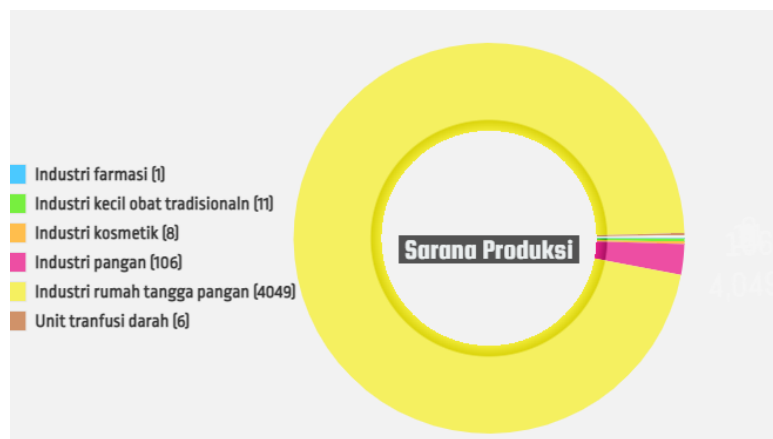 Industri farmasi (1)
Industri kecil obat tradisionaln (11)
Industri kosmetik (8)
Industri pangan (106)
Industri rumah tangga pangan (4049)
Unit tranfusi darah (6)
Sarana Produksi